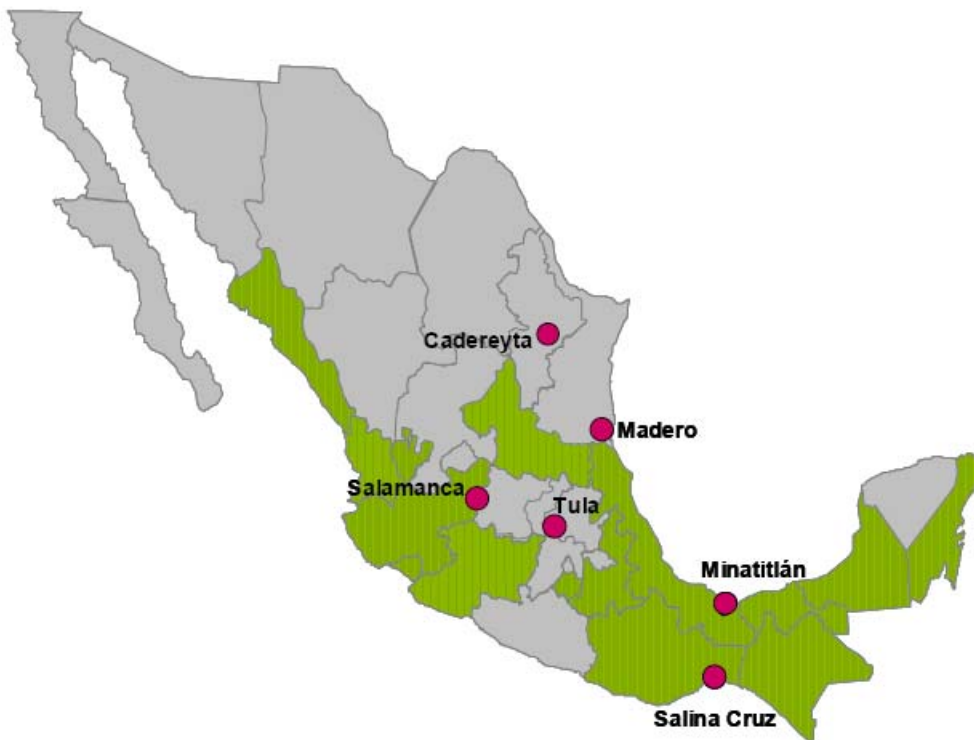 Cadereyta
Madero
Salamanca
Tula
Minatitlán
Salina Cruz